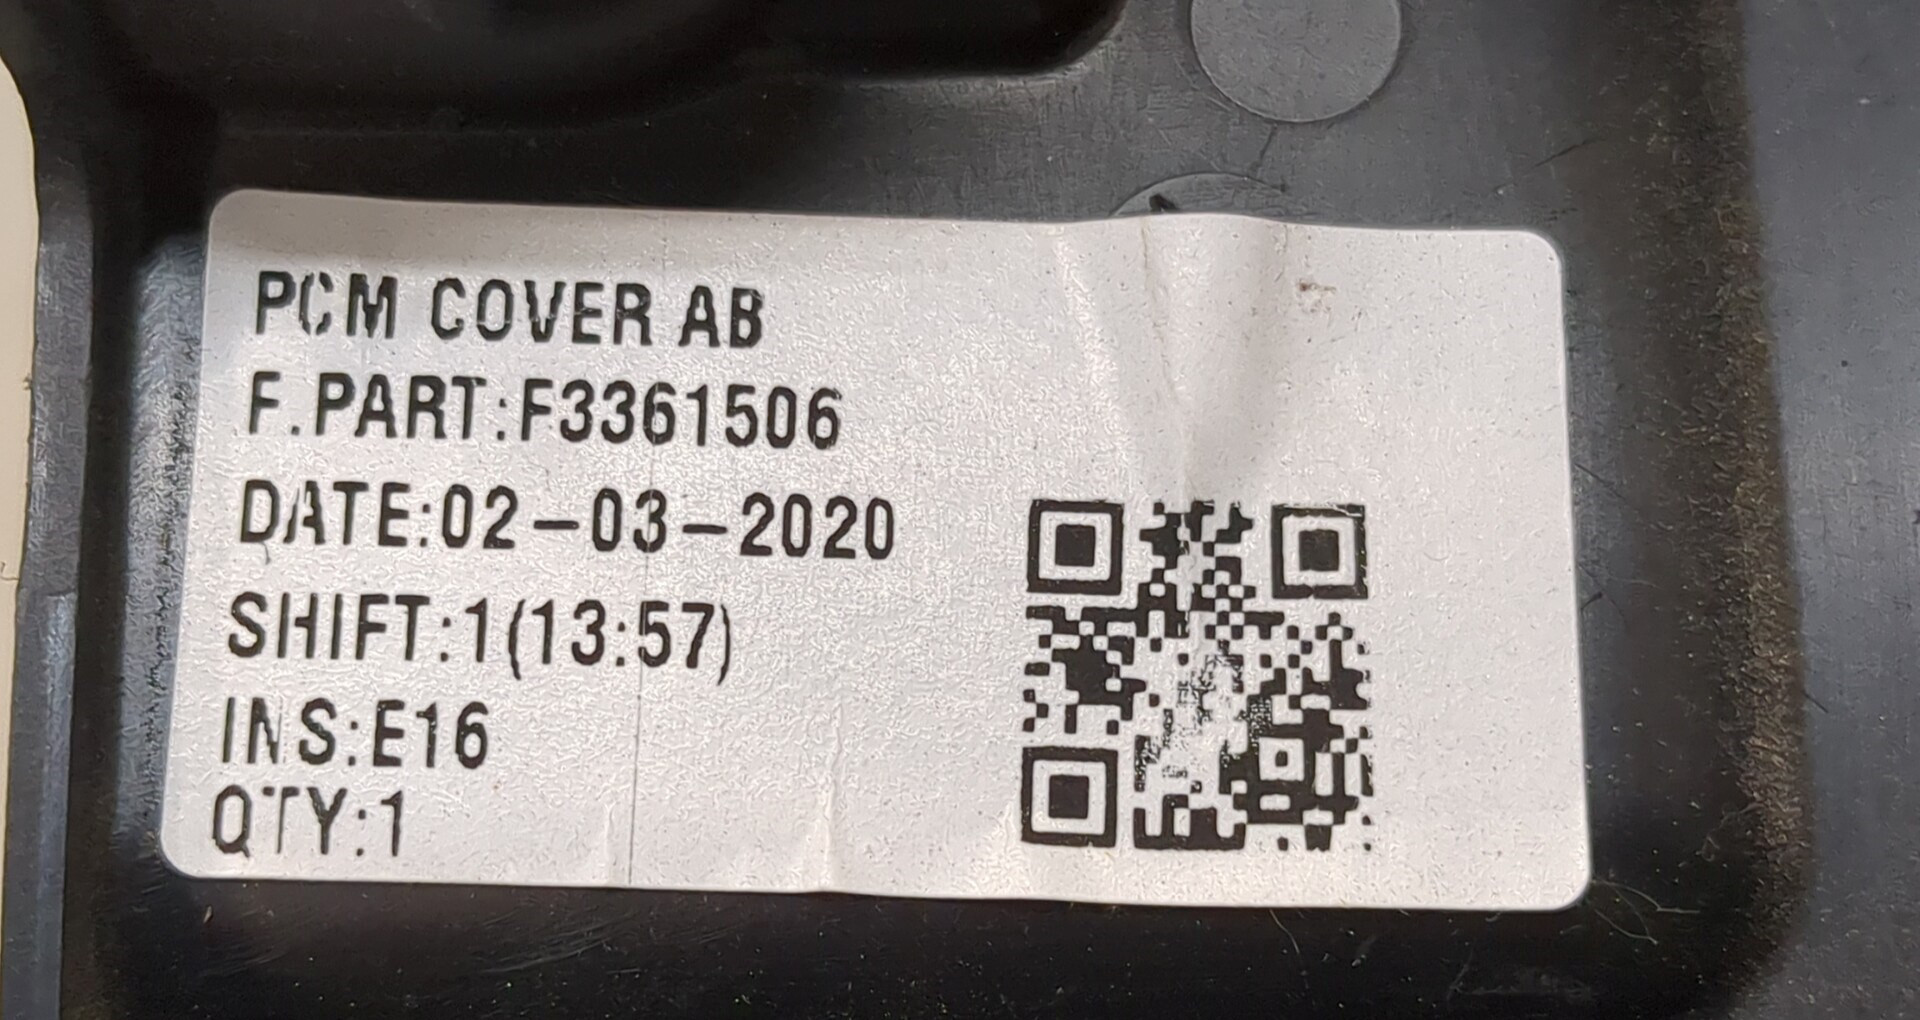 PCM COVER AB
F.PART:F3361506
DATE:02-03-2020
SHIFT:1(13:57)
INS:E16
QTY:1